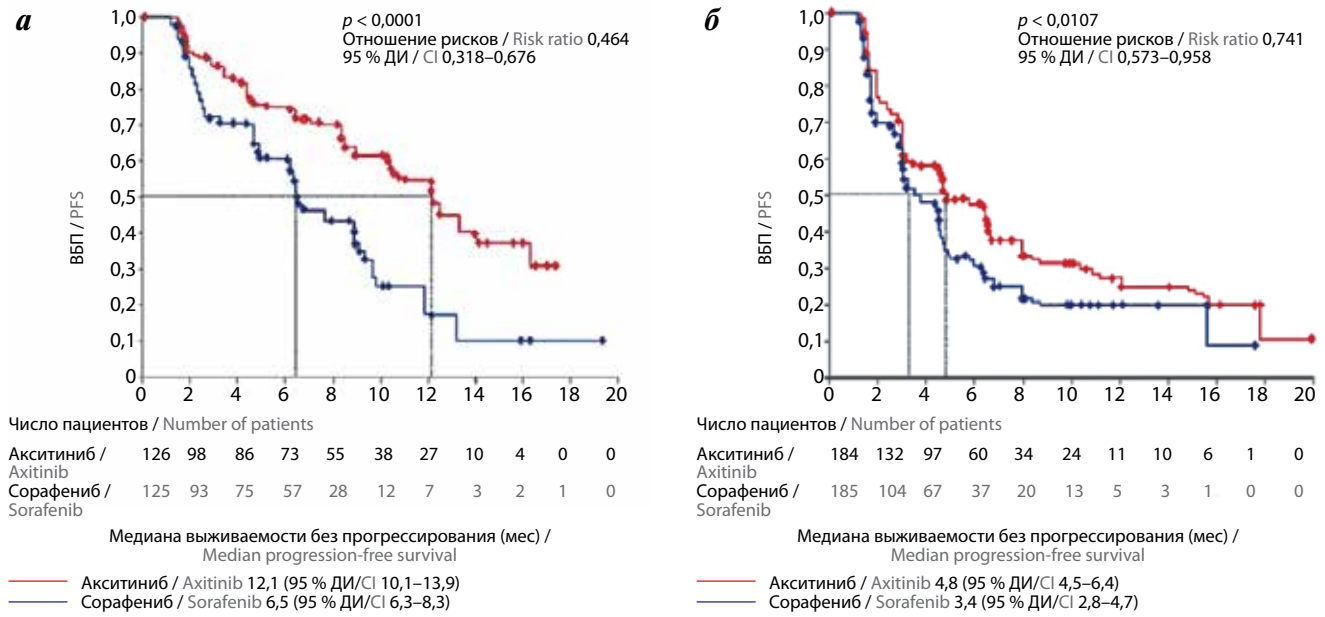 а
p < 0,0001
Отношение рисков / Risk ratio 0,464
95 % ДИ / CI 0,318–0,676
ВБП / PFS
1,0
0,9
0,8
0,7
0,6
0,5
0,4
0,3
0,2
0,1
0
0 2 4 6 8 10 12 14 16 18 20
Число пациентов / Number of patients
Акситиниб / 126 98 86 73 55 38 27 10 4 0 0
Axitinib
Сорафениб / 125 93 75 57 28 12 7 3 2 1 0
Sorafenib
Медиана выживаемости без прогрессирования (мес) /
Median progression-free survival
Акситиниб / Axitinib 12,1 (95 % ДИ/CI 10,1–13,9)
Сорафениб / Sorafenib 6,5 (95 % ДИ/CI 6,3–8,3)
б
p < 0,0107
Отношение рисков / Risk ratio 0,741
95 % ДИ / CI 0,573–0,958
ВБП / PFS
1,0
0,9
0,8
0,7
0,6
0,5
0,4
0,3
0,2
0,1
0
0 2 4 6 8 10 12 14 16 18 20
Число пациентов / Number of patients
Акситиниб / 184 132 97 60 34 24 11 10 6 1 0
Axitinib
Сорафениб / 185 104 67 37 20 13 5 3 1 0 0
Sorafenib
Медиана выживаемости без прогрессирования (мес) /
Median progression-free survival
Акситиниб / Axitinib 4,8 (95 % ДИ/CI 4,5–6,4)
Сорафениб / Sorafenib 3,4 (95 % ДИ/CI 2,8–4,7)